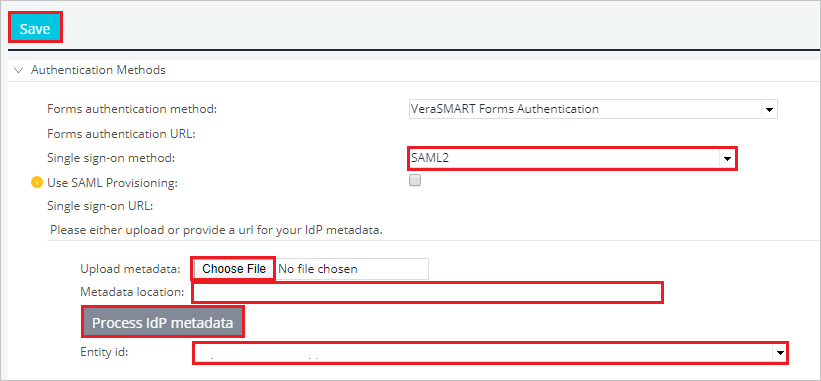 Save
Authentication Methods
Forms authentication method: VeraSMART Forms Authentication
Forms authentication URL:
Single sign-on method: SAML2
Use SAML Provisioning:
Single sign-on URL:
Please either upload or provide a url for your IdP metadata.
Upload metadata: Choose File No file chosen
Metadata location:
Process IdP metadata
Entity id: